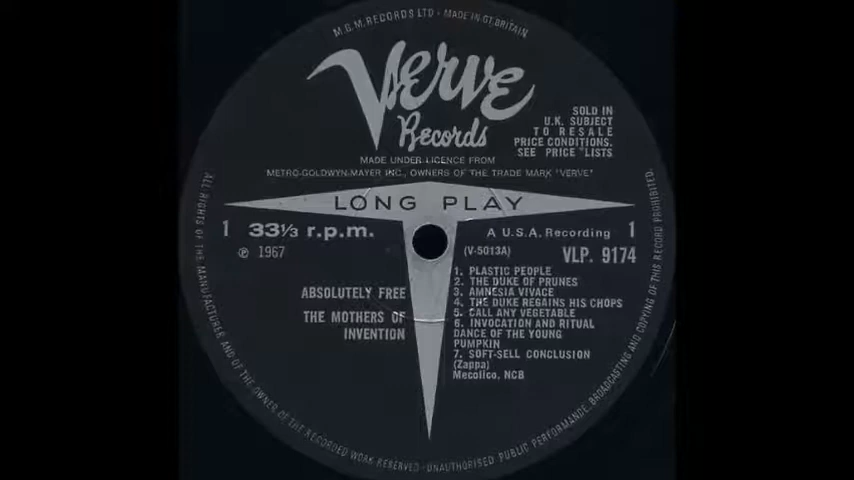 M.G.M. RECORDS LTD · MADE IN GT. BRITAIN
Verve
Records
SOLD IN
U.K. SUBJECT
TO RESALE
PRICE CONDITIONS.
SEE PRICE LISTS
MADE UNDER LICENCE FROM
METRO-GOLDWYN-MAYER INC., OWNERS OF THE TRADE MARK "VERVE"
LONG PLAY
1 33⅓ r.p.m.
℗ 1967
A U.S.A. Recording 1
(V-5013A) VLP. 9174
ABSOLUTELY FREE
THE MOTHERS OF
INVENTION
1. PLASTIC PEOPLE
2. THE DUKE OF PRUNES
3. AMNESIA VIVACE
4. THE DUKE REGAINS HIS CHOPS
5. CALL ANY VEGETABLE
6. INVOCATION AND RITUAL
DANCE OF THE YOUNG
PUMPKIN
7. SOFT-SELL CONCLUSION
(Zappa)
Mecolico, NCB
ALL RIGHTS OF THE MANUFACTURER AND OF THE OWNER OF THE RECORDED WORK RESERVED · UNAUTHORISED PUBLIC PERFORMANCE, BROADCASTING AND COPYING OF THIS RECORD PROHIBITED.